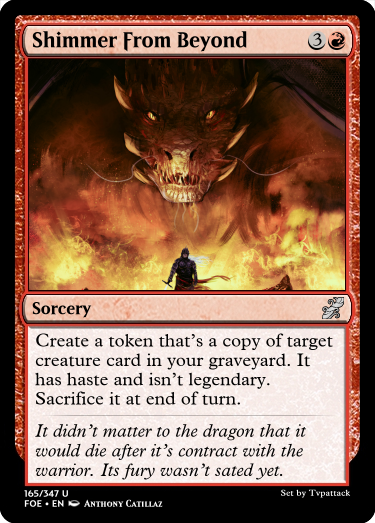 Shimmer From Beyond 3
Sorcery
Create a token that's a copy of target
creature card in your graveyard. It
has haste and isn't legendary.
Sacrifice it at end of turn.
It didn't matter to the dragon that it
would die after it's contract with the
warrior. Its fury wasn't sated yet.
165/347 U
FOE • EN Anthony Catillaz
Set by Tvpattack